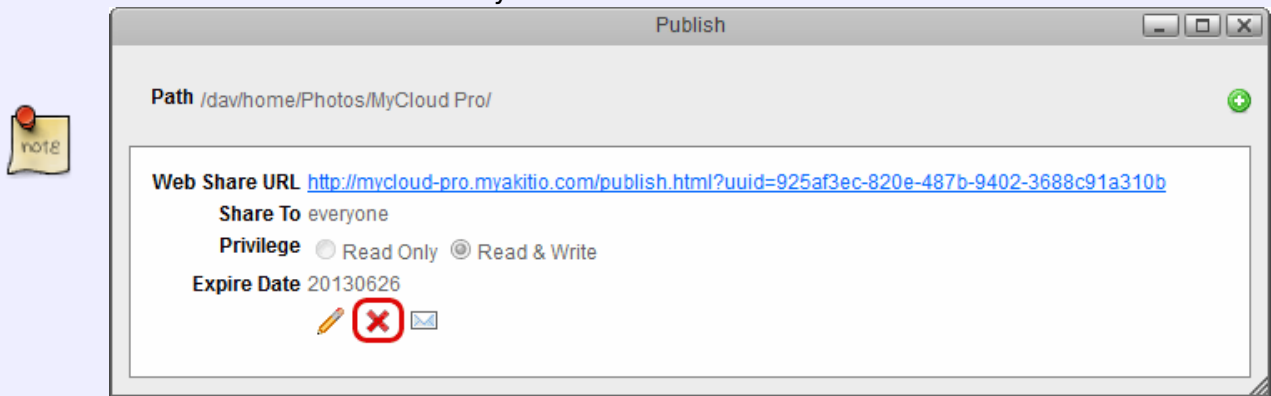 Publish
Path /dav/home/Photos/MyCloud Pro/
note
Web Share URL http://mycloud-pro.myakitio.com/publish.html?uuid=925af3ec-820e-487b-9402-3688c91a310b
Share To everyone
Privilege Read Only Read & Write
Expire Date 20130626